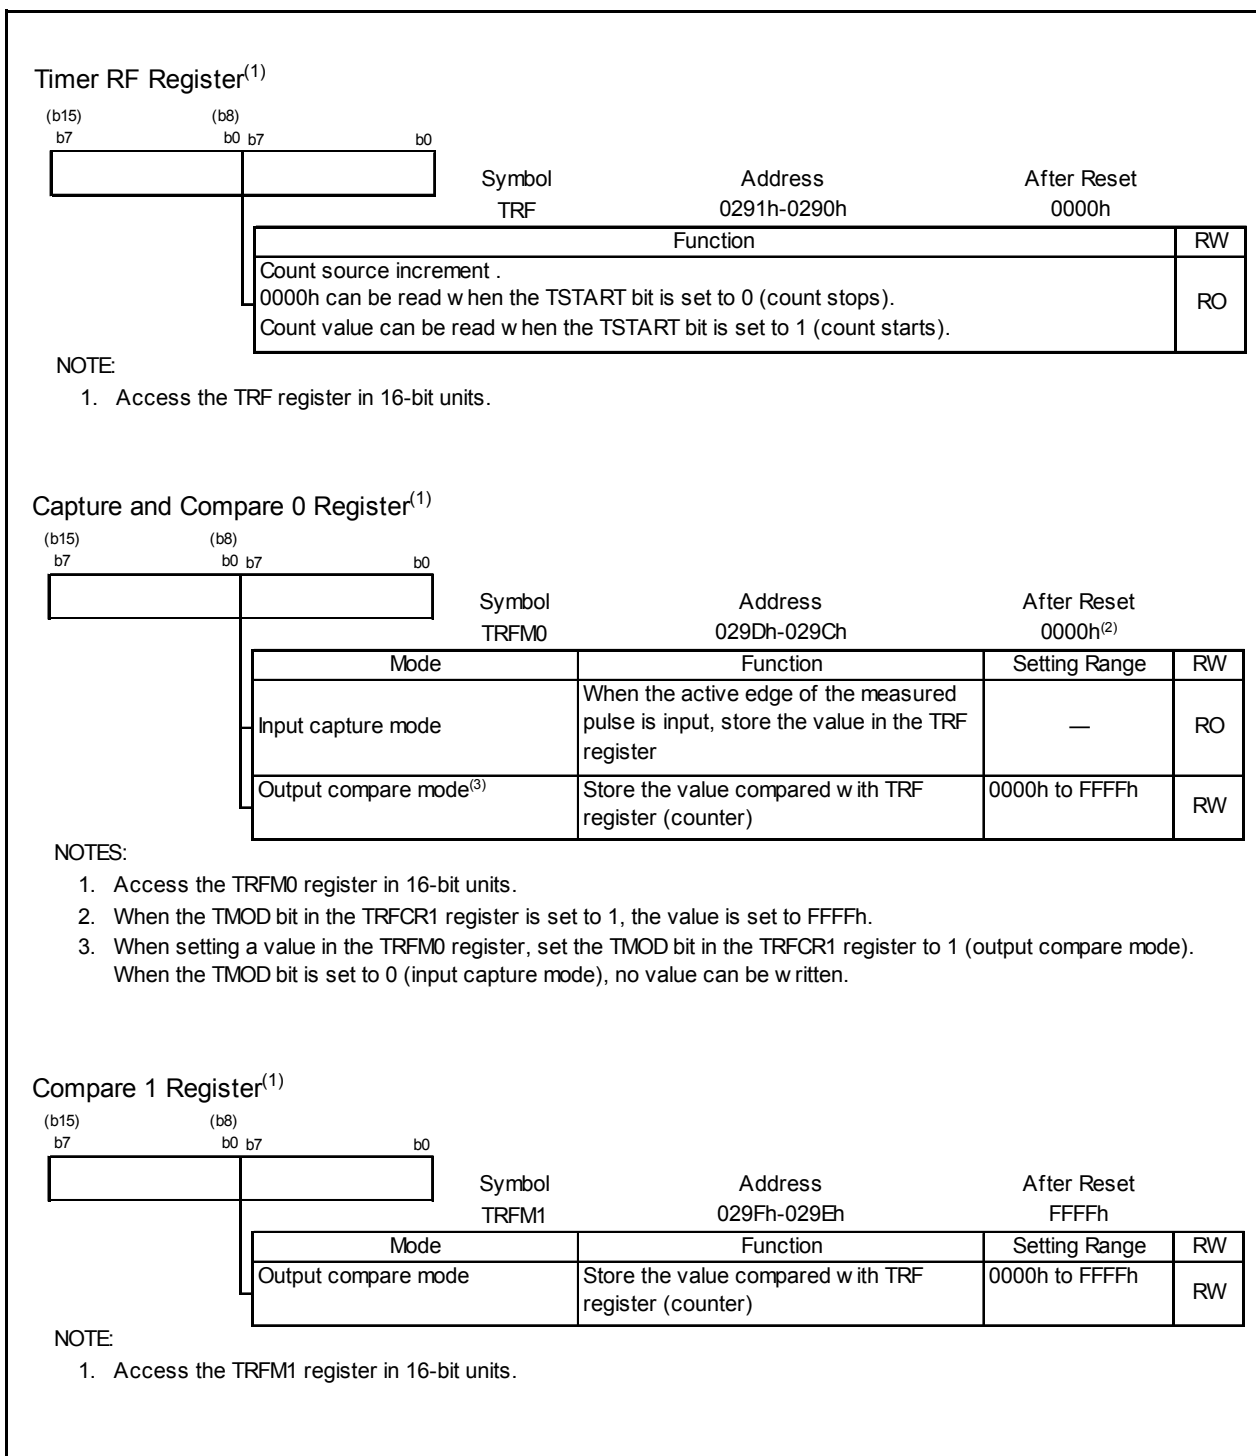 Timer RF Register(1)
(b15) (b8)
b7 b0 b7 b0
Symbol Address After Reset
TRF 0291h-0290h 0000h
Function RW
Count source increment .
0000h can be read when the TSTART bit is set to 0 (count stops).
RO
Count value can be read when the TSTART bit is set to 1 (count starts).
NOTE:
1. Access the TRF register in 16-bit units.
Capture and Compare 0 Register(1)
(b15) (b8)
b7 b0 b7 b0
Symbol Address After Reset
TRFM0 029Dh-029Ch 0000h(2)
Mode Function Setting Range RW
When the active edge of the measured
Input capture mode pulse is input, store the value in the TRF — RO
register
Output compare mode(3) Store the value compared with TRF 0000h to FFFFh
register (counter) RW
NOTES:
1. Access the TRFM0 register in 16-bit units.
2. When the TMOD bit in the TRFCR1 register is set to 1, the value is set to FFFFh.
3. When setting a value in the TRFM0 register, set the TMOD bit in the TRFCR1 register to 1 (output compare mode).
When the TMOD bit is set to 0 (input capture mode), no value can be written.
Compare 1 Register(1)
(b15) (b8)
b7 b0 b7 b0
Symbol Address After Reset
TRFM1 029Fh-029Eh FFFFh
Mode Function Setting Range RW
Output compare mode Store the value compared with TRF 0000h to FFFFh
register (counter) RW
NOTE:
1. Access the TRFM1 register in 16-bit units.